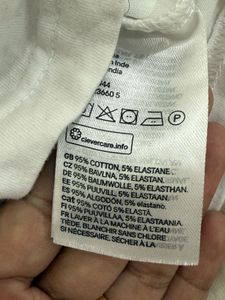 Inde
India
44
3660 5
clevercare.info
GB 95% COTTON, 5% ELASTANE
CZ 95% BAVLNA, 5% ELASTAN
DE 95% BAUMWOLLE, 5% ELASTHAN
EE 95% PUUVILL, 5% ELASTAAN
ES 95% ALGODÓN, 5% elastano
cat 95% COTÓ 5% ELASTÀ
FI 95% PUUVILLAA, 5% ELASTAANIA
FR LAVER À LA MACHINE À L'EAU
TIÈDE. BLANCHIR SANS CHLORE
SI NÉCESSAIRE. SÉCHER À